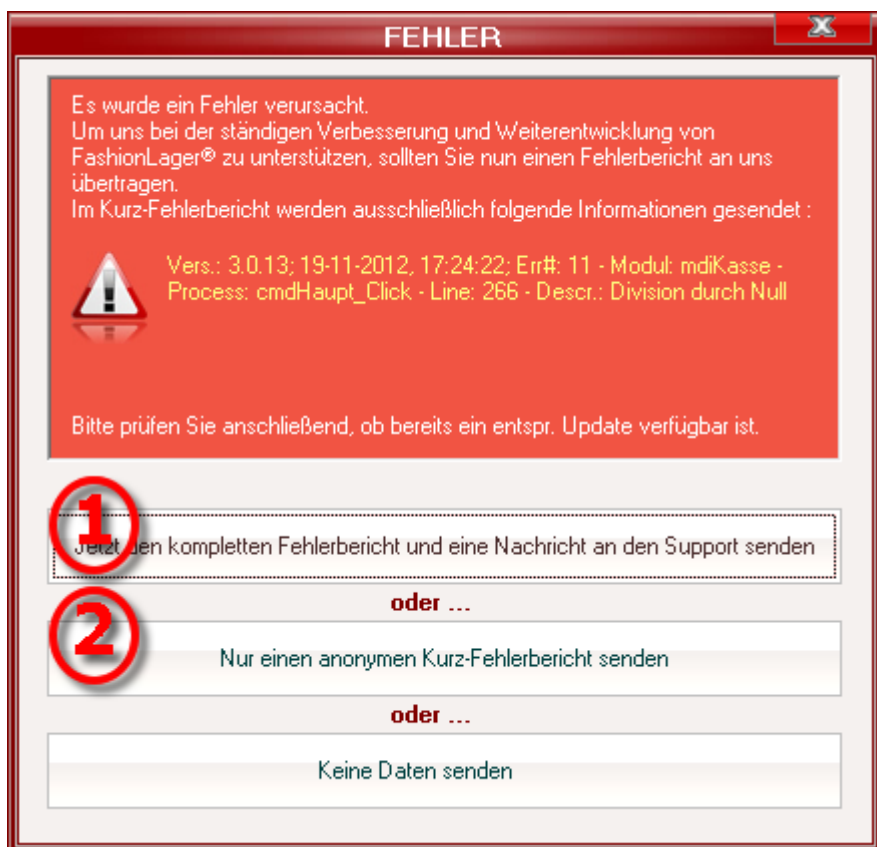 FEHLER
Es wurde ein Fehler verursacht.
Um uns bei der ständigen Verbesserung und Weiterentwicklung von
FashionLager® zu unterstützen, sollten Sie nun einen Fehlerbericht an uns
übertragen.
Im Kurz-Fehlerbericht werden ausschließlich folgende Informationen gesendet :
Vers.: 3.0.13; 19-11-2012, 17:24:22; Err#: 11 - Modul: mdiKasse -
Process: cmdHaupt_Click - Line: 266 - Descr.: Division durch Null
Bitte prüfen Sie anschließend, ob bereits ein entspr. Update verfügbar ist.
1
Jetzt den kompletten Fehlerbericht und eine Nachricht an den Support senden
oder ...
2
Nur einen anonymen Kurz-Fehlerbericht senden
oder ...
Keine Daten senden